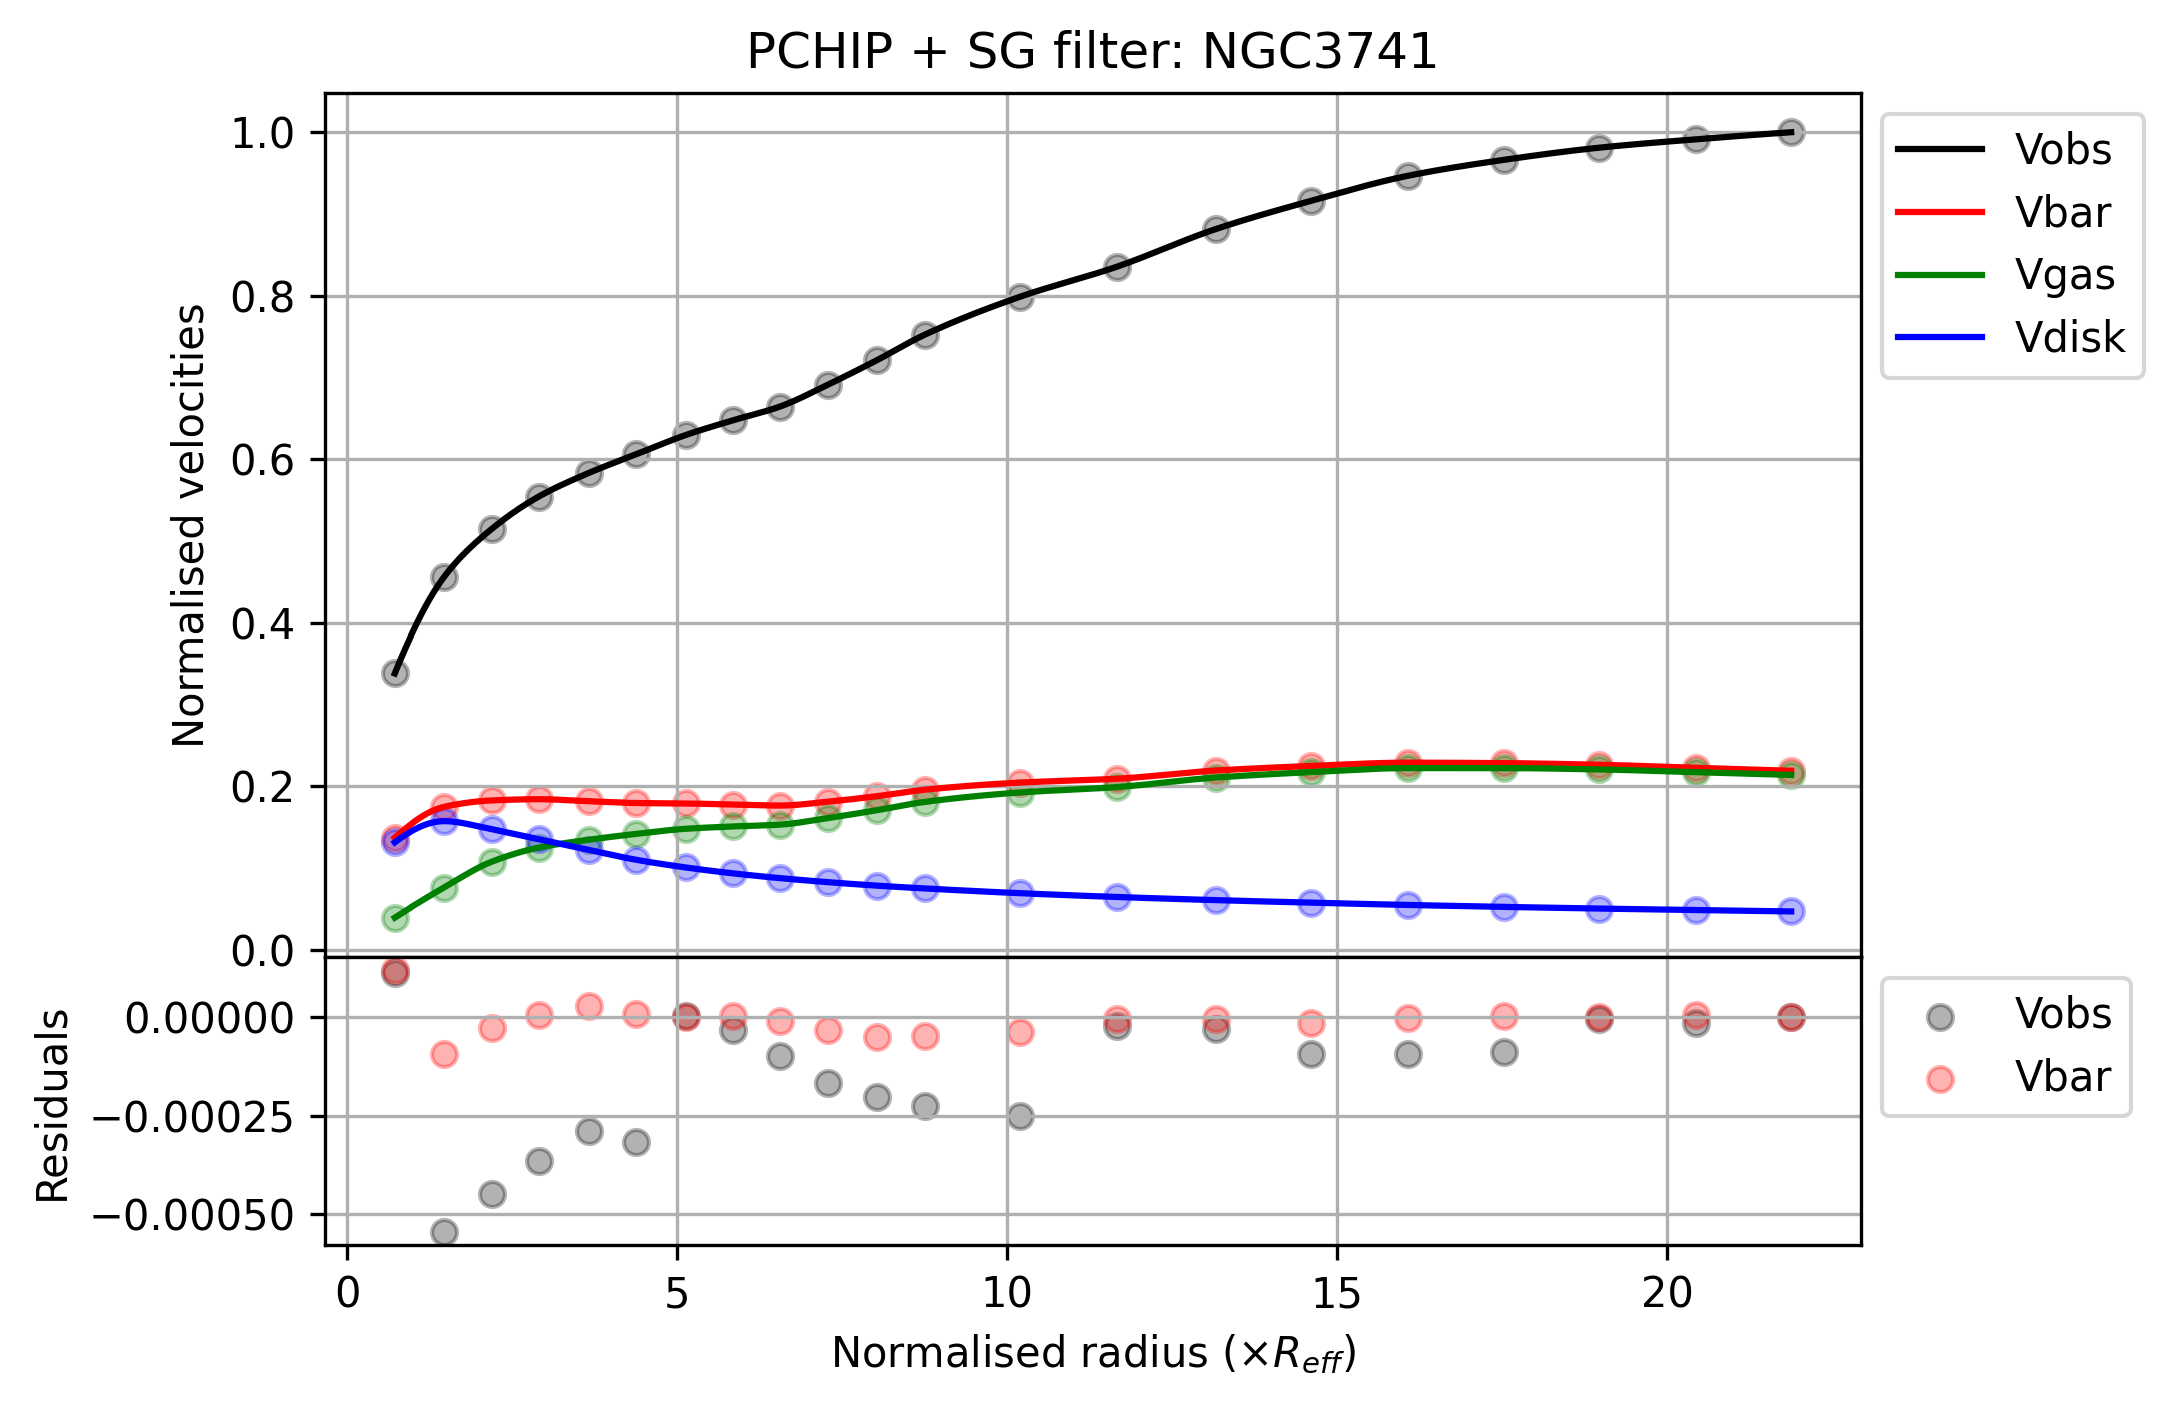 PCHIP + SG filter: NGC3741
1.0
0.8
0.6
0.4
0.2
0.0
Normalised velocities
Vobs
Vbar
Vgas
Vdisk
0.00000
−0.00025
−0.00050
Residuals
Vobs
Vbar
0 5 10 15 20
Normalised radius (×R_eff)